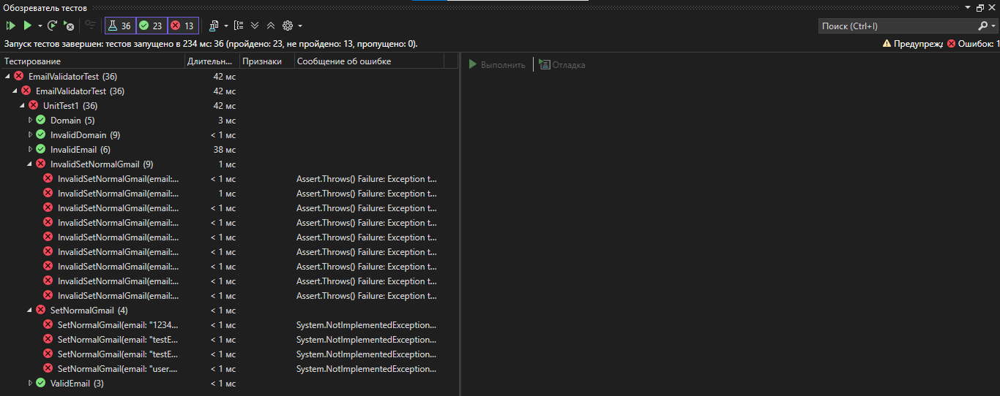 Обозреватель тестов
36 23 13
Поиск (Ctrl+I)
Запуск тестов завершен: тестов запущено в 234 мс: 36 (пройдено: 23, не пройдено: 13, пропущено: 0).
Предупрежд Ошибок: 1
Тестирование Длительн... Признаки Сообщение об ошибке
Выполнить Отладка
EmailValidatorTest (36) 42 мс
EmailValidatorTest (36) 42 мс
UnitTest1 (36) 42 мс
Domain (5) 3 мс
InvalidDomain (9) < 1 мс
InvalidEmail (6) 38 мс
InvalidSetNormalGmail (9) 1 мс
InvalidSetNormalGmail(email:... < 1 мс Assert.Throws() Failure: Exception t...
InvalidSetNormalGmail(email:... 1 мс Assert.Throws() Failure: Exception t...
InvalidSetNormalGmail(email:... < 1 мс Assert.Throws() Failure: Exception t...
InvalidSetNormalGmail(email:... < 1 мс Assert.Throws() Failure: Exception t...
InvalidSetNormalGmail(email:... < 1 мс Assert.Throws() Failure: Exception t...
InvalidSetNormalGmail(email:... < 1 мс Assert.Throws() Failure: Exception t...
InvalidSetNormalGmail(email:... < 1 мс Assert.Throws() Failure: Exception t...
InvalidSetNormalGmail(email:... < 1 мс Assert.Throws() Failure: Exception t...
InvalidSetNormalGmail(email:... < 1 мс Assert.Throws() Failure: Exception t...
SetNormalGmail (4) < 1 мс
SetNormalGmail(email: "1234... < 1 мс System.NotImplementedException...
SetNormalGmail(email: "testE... < 1 мс System.NotImplementedException...
SetNormalGmail(email: "testE... < 1 мс System.NotImplementedException...
SetNormalGmail(email: "user.... < 1 мс System.NotImplementedException...
ValidEmail (3) < 1 мс